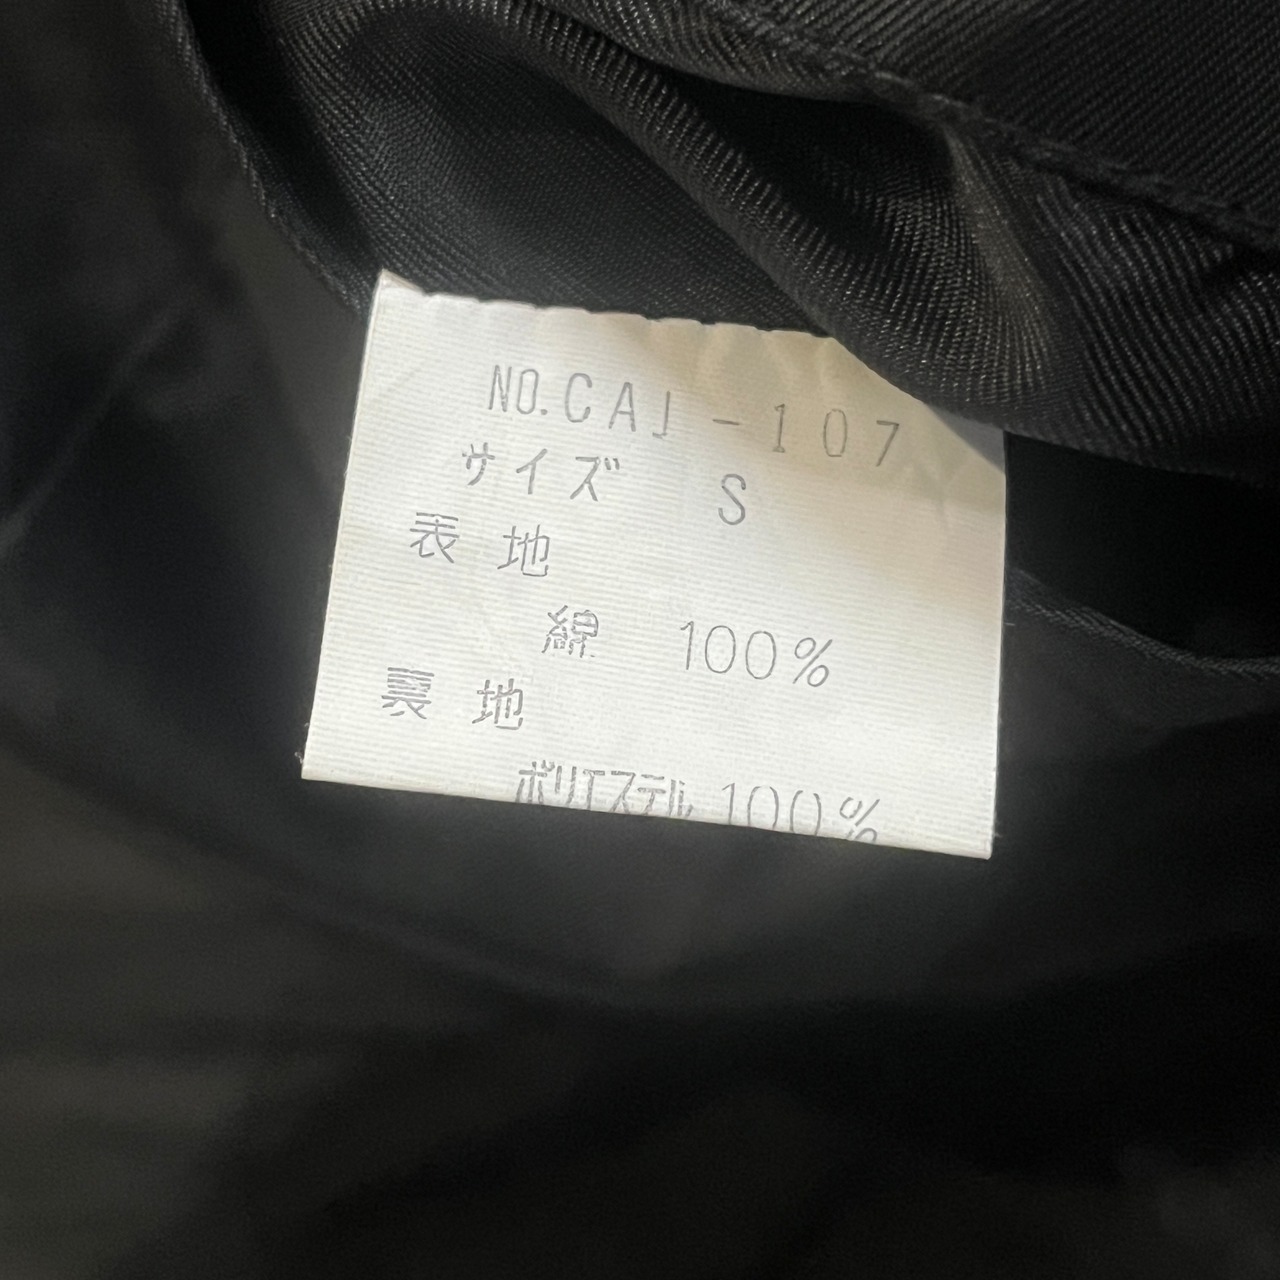 NO.CAJ-107
サイズ S
表地
綿 100%
裏地
ポリエステル 100%